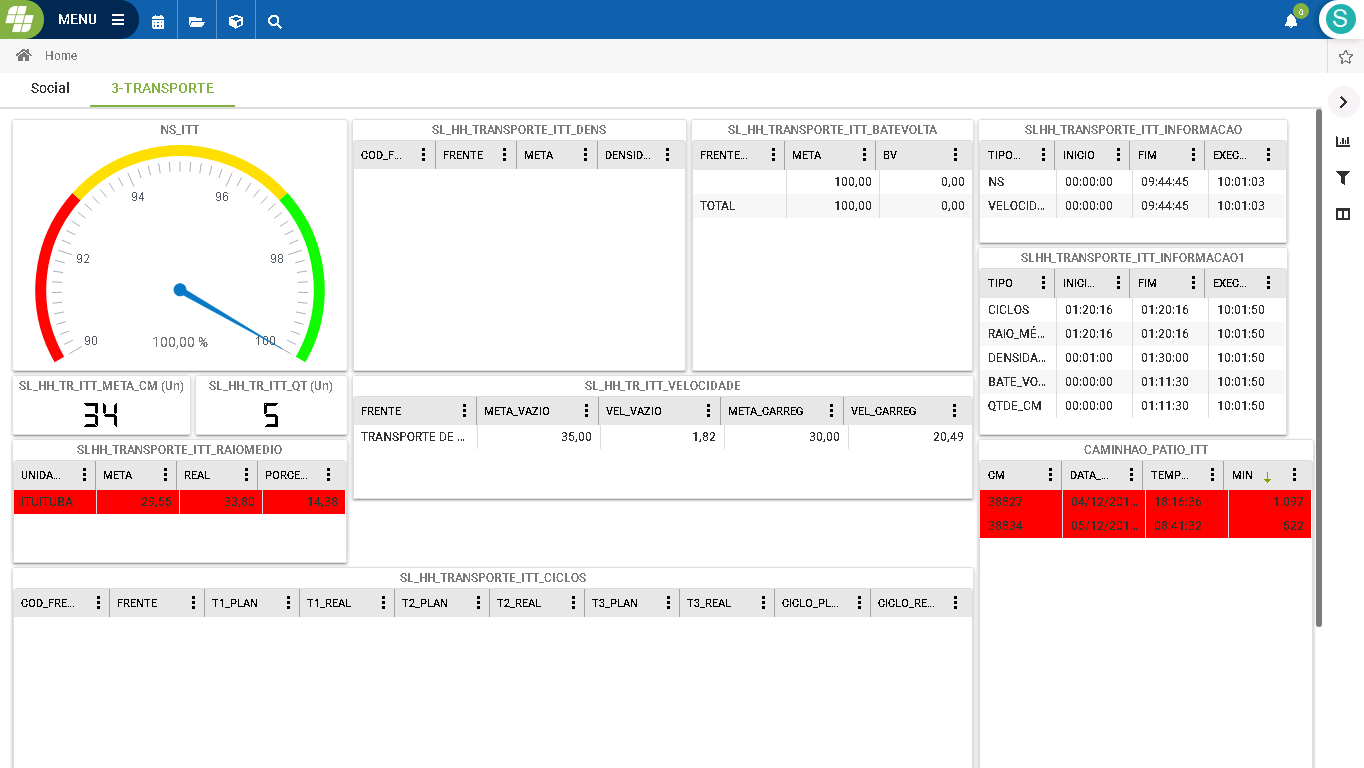 MENU
0
S
Home
Social
3-TRANSPORTE
NS_ITT
94
96
92
98
90
100
100,00 %
SL_HH_TRANSPORTE_ITT_DENS
COD_F... FRENTE META DENSID...
SL_HH_TRANSPORTE_ITT_BATEVOLTA
FRENTE... META BV
100,00 0,00
TOTAL 100,00 0,00
SLHH_TRANSPORTE_ITT_INFORMACAO
TIPO... INICIO FIM EXEC...
NS 00:00:00 09:44:45 10:01:03
VELOCID... 00:00:00 09:44:45 10:01:03
SLHH_TRANSPORTE_ITT_INFORMACAO1
TIPO INICI... FIM EXEC...
CICLOS 01:20:16 01:20:16 10:01:50
RAIO_MÉ... 01:20:16 01:20:16 10:01:50
DENSIDA... 00:01:00 01:30:00 10:01:50
BATE_VO... 00:00:00 01:11:30 10:01:50
QTDE_CM 00:00:00 01:11:30 10:01:50
SL_HH_TR_ITT_META_CM (Un)
34
SL_HH_TR_ITT_QT (Un)
5
SL_HH_TR_ITT_VELOCIDADE
FRENTE META_VAZIO VEL_VAZIO META_CARREG VEL_CARREG
TRANSPORTE DE ... 35,00 1,82 30,00 20,49
SLHH_TRANSPORTE_ITT_RAIOMEDIO
UNIDA... META REAL PORCE...
ITUITUBA 29,55 33,80 14,38
CAMINHAO_PATIO_ITT
CM DATA_... TEMP... MIN
38827 04/12/201... 18:16:36 1.097
38834 05/12/201... 08:41:32 522
SL_HH_TRANSPORTE_ITT_CICLOS
COD_FRE... FRENTE T1_PLAN T1_REAL T2_PLAN T2_REAL T3_PLAN T3_REAL CICLO_PL... CICLO_RE...